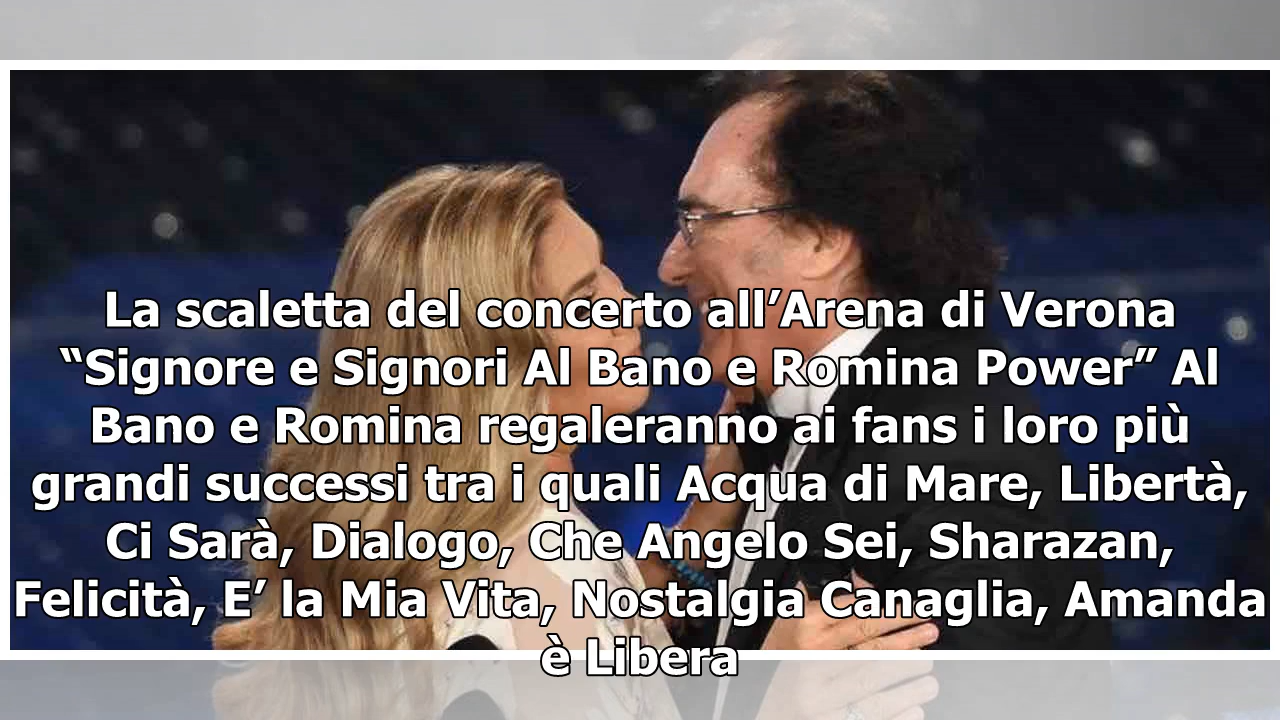 La scaletta del concerto all’Arena di Verona
“Signore e Signori Al Bano e Romina Power” Al
Bano e Romina regaleranno ai fans i loro più
grandi successi tra i quali Acqua di Mare, Libertà,
Ci Sarà, Dialogo, Che Angelo Sei, Sharazan,
Felicità, E’ la Mia Vita, Nostalgia Canaglia, Amanda
è Libera